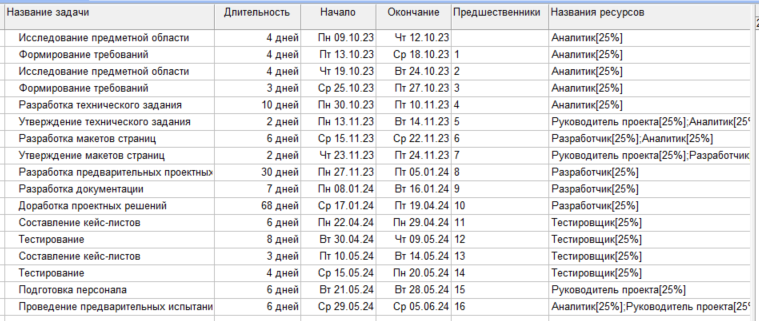 Название задачи Длительность Начало Окончание Предшественники Названия ресурсов
Исследование предметной области 4 дней Пн 09.10.23 Чт 12.10.23 Аналитик[25%]
Формирование требований 4 дней Пт 13.10.23 Ср 18.10.23 1 Аналитик[25%]
Исследование предметной области 4 дней Чт 19.10.23 Вт 24.10.23 2 Аналитик[25%]
Формирование требований 3 дней Ср 25.10.23 Пт 27.10.23 3 Аналитик[25%]
Разработка технического задания 10 дней Пн 30.10.23 Пт 10.11.23 4 Аналитик[25%]
Утверждение технического задания 2 дней Пн 13.11.23 Вт 14.11.23 5 Руководитель проекта[25%];Аналитик[25%
Разработка макетов страниц 6 дней Ср 15.11.23 Ср 22.11.23 6 Разработчик[25%];Аналитик[25%]
Утверждение макетов страниц 2 дней Чт 23.11.23 Пт 24.11.23 7 Руководитель проекта[25%];Разработчик
Разработка предварительных проектных 30 дней Пн 27.11.23 Пт 05.01.24 8 Разработчик[25%]
Разработка документации 7 дней Пн 08.01.24 Вт 16.01.24 9 Разработчик[25%]
Доработка проектных решений 68 дней Ср 17.01.24 Пт 19.04.24 10 Разработчик[25%]
Составление кейс-листов 6 дней Пн 22.04.24 Пн 29.04.24 11 Тестировщик[25%]
Тестирование 8 дней Вт 30.04.24 Чт 09.05.24 12 Тестировщик[25%]
Составление кейс-листов 3 дней Пт 10.05.24 Вт 14.05.24 13 Тестировщик[25%]
Тестирование 4 дней Ср 15.05.24 Пн 20.05.24 14 Тестировщик[25%]
Подготовка персонала 6 дней Вт 21.05.24 Вт 28.05.24 15 Руководитель проекта[25%]
Проведение предварительных испытани 6 дней Ср 29.05.24 Ср 05.06.24 16 Аналитик[25%];Руководитель проекта[25%